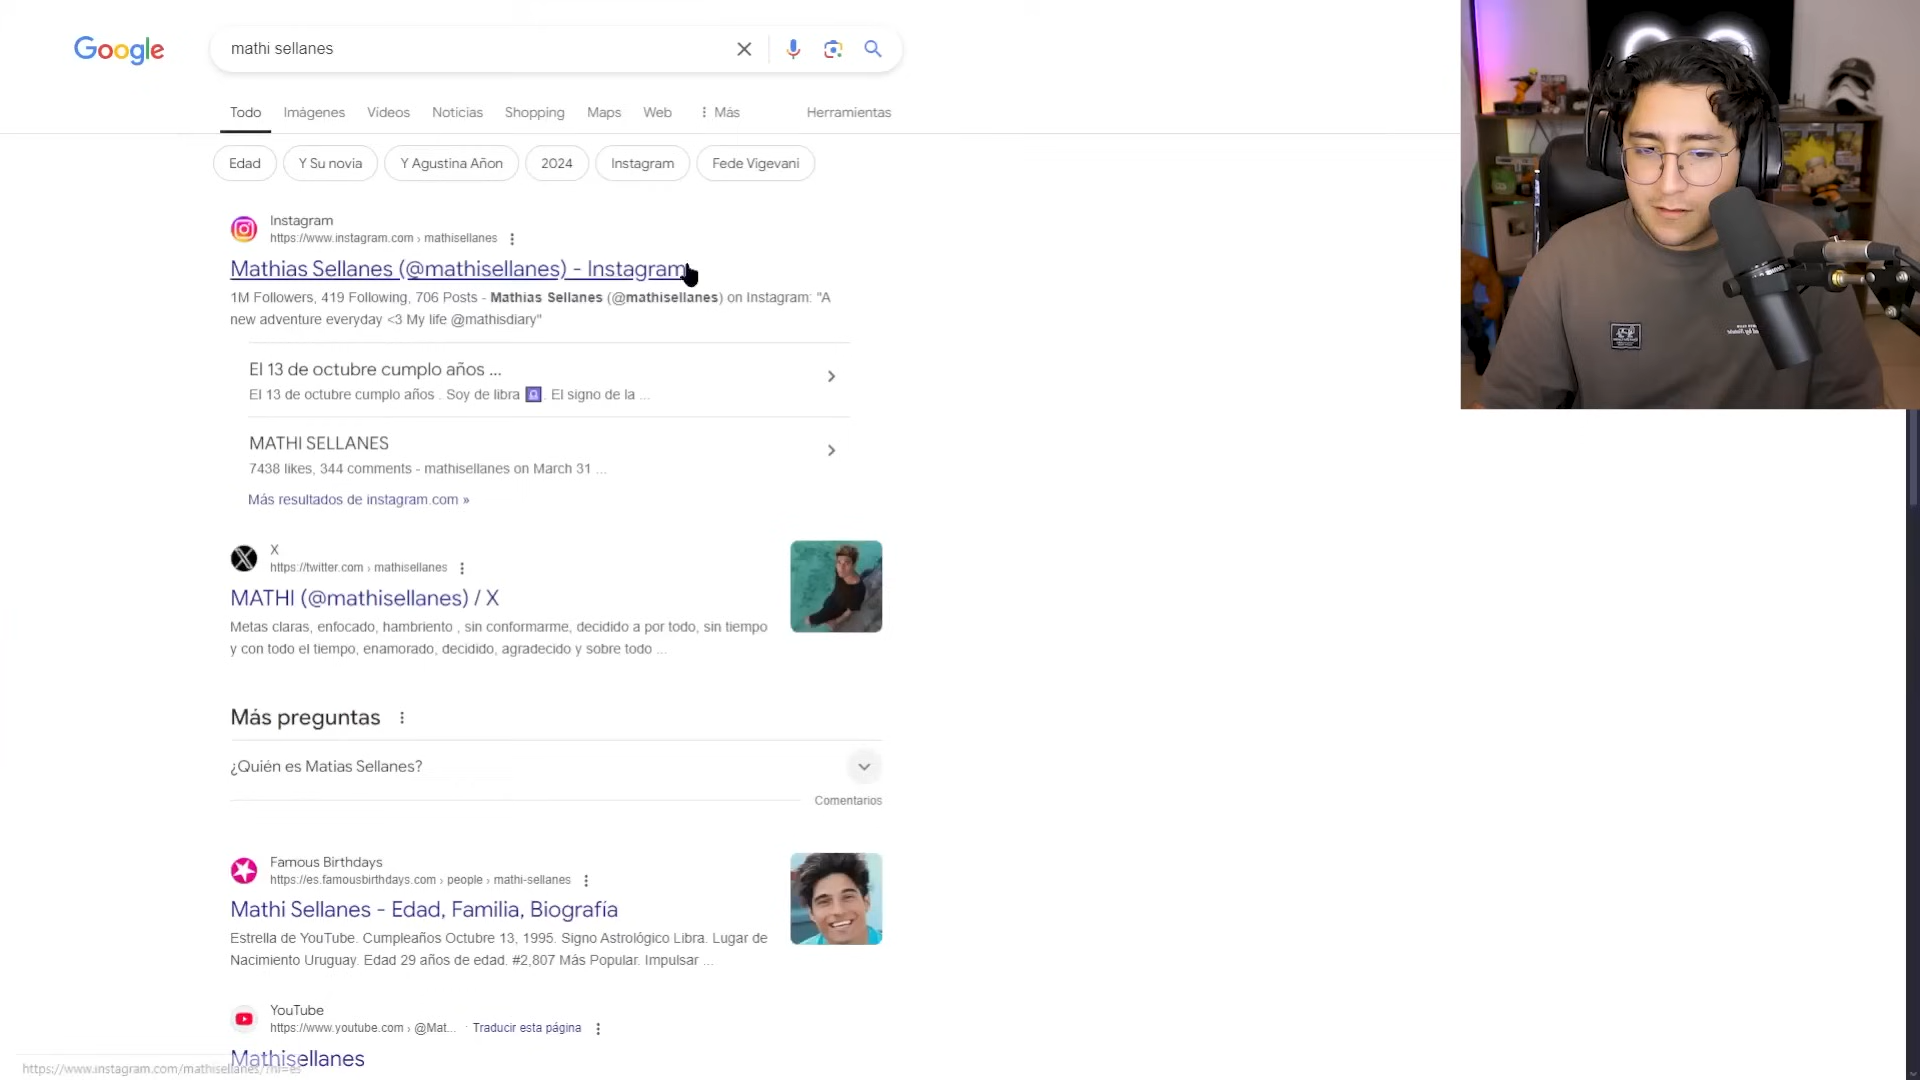 Google
mathi sellanes
Todo
Imágenes
Videos
Noticias
Shopping
Maps
Web
Más
Herramientas
Edad
Y Su novia
Y Agustina Añon
2024
Instagram
Fede Vigevani
Instagram
https://www.instagram.com › mathisellanes
Mathias Sellanes (@mathisellanes) - Instagram
1M Followers, 419 Following, 706 Posts - Mathias Sellanes (@mathisellanes) on Instagram: "A
new adventure everyday <3 My life @mathisdiary"
El 13 de octubre cumplo años ...
El 13 de octubre cumplo años . Soy de libra ♎. El signo de la ...
MATHI SELLANES
7438 likes, 344 comments - mathisellanes on March 31 ...
Más resultados de instagram.com »
X
https://twitter.com › mathisellanes
MATHI (@mathisellanes) / X
Metas claras, enfocado, hambriento , sin conformarme, decidido a por todo, sin tiempo
y con todo el tiempo, enamorado, decidido, agradecido y sobre todo ...
Más preguntas
¿Quién es Matias Sellanes?
Comentarios
Famous Birthdays
https://es.famousbirthdays.com › people › mathi-sellanes
Mathi Sellanes - Edad, Familia, Biografía
Estrella de YouTube. Cumpleaños Octubre 13, 1995. Signo Astrológico Libra. Lugar de
Nacimiento Uruguay. Edad 29 años de edad. #2,807 Más Popular. Impulsar ...
YouTube
https://www.youtube.com › @Mat... · Traducir esta página
Mathisellanes
https://www.instagram.com/mathisellanes/?hl=es